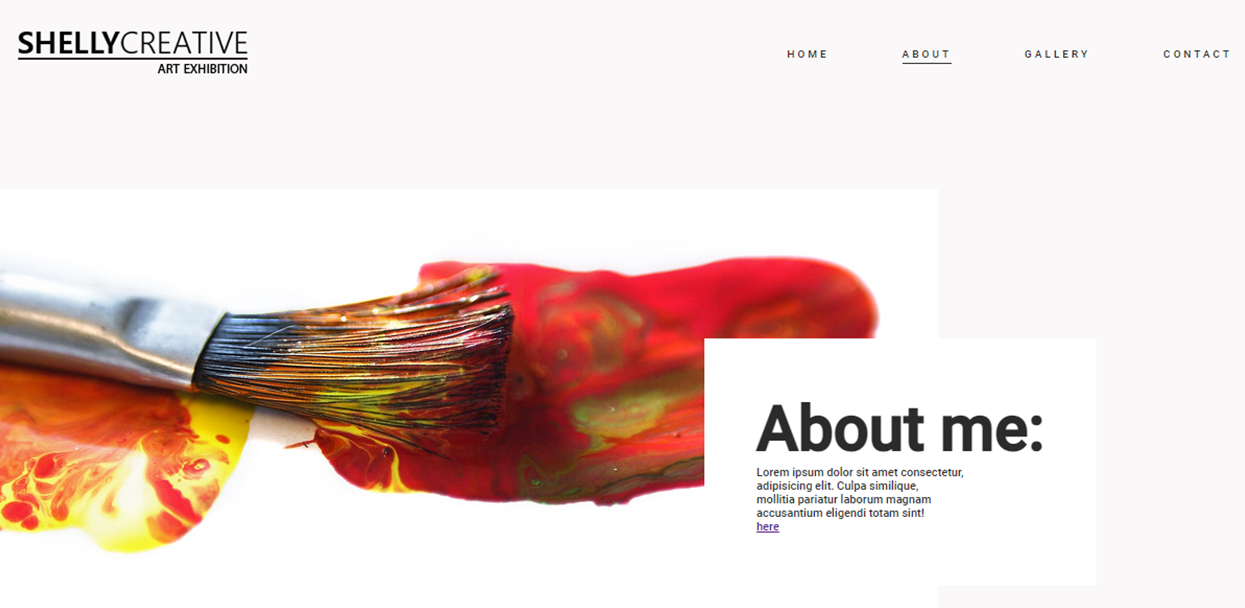 SHELLYCREATIVE
ART EXHIBITION
HOME ABOUT GALLERY CONTACT
About me:
Lorem ipsum dolor sit amet consectetur,
adipisicing elit. Culpa similique,
mollitia pariatur laborum magnam
accusantium eligendi totam sint!
here